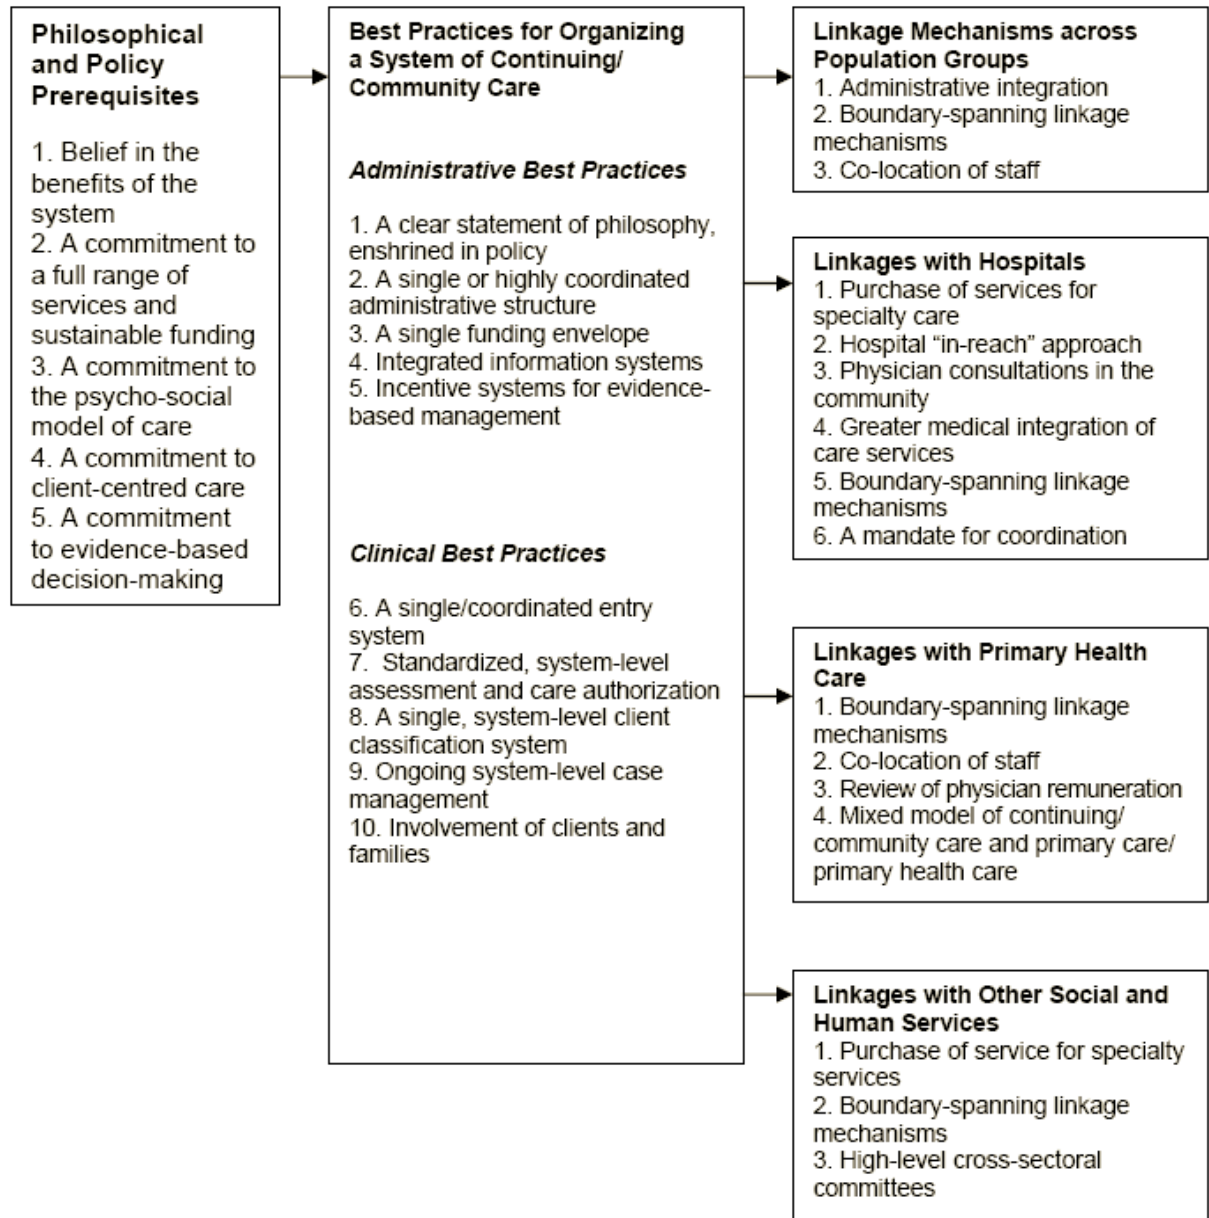 Philosophical
and Policy
Prerequisites
1. Belief in the
benefits of the
system
2. A commitment to
a full range of
services and
sustainable funding
3. A commitment to
the psycho-social
model of care
4. A commitment to
client-centred care
5. A commitment
to evidence-based
decision-making
Best Practices for Organizing
a System of Continuing/
Community Care
Administrative Best Practices
1. A clear statement of philosophy,
enshrined in policy
2. A single or highly coordinated
administrative structure
3. A single funding envelope
4. Integrated information systems
5. Incentive systems for evidence-
based management
Clinical Best Practices
6. A single/coordinated entry
system
7.  Standardized, system-level
assessment and care authorization
8. A single, system-level client
classification system
9. Ongoing system-level case
management
10. Involvement of clients and
families
Linkage Mechanisms across
Population Groups
1. Administrative integration
2. Boundary-spanning linkage
mechanisms
3. Co-location of staff
Linkages with Hospitals
1. Purchase of services for
specialty care
2. Hospital “in-reach” approach
3. Physician consultations in the
community
4. Greater medical integration of
care services
5. Boundary-spanning linkage
mechanisms
6. A mandate for coordination
Linkages with Primary Health
Care
1. Boundary-spanning linkage
mechanisms
2. Co-location of staff
3. Review of physician remuneration
4. Mixed model of continuing/
community care and primary care/
primary health care
Linkages with Other Social and
Human Services
1. Purchase of service for specialty
services
2. Boundary-spanning linkage
mechanisms
3. High-level cross-sectoral
committees